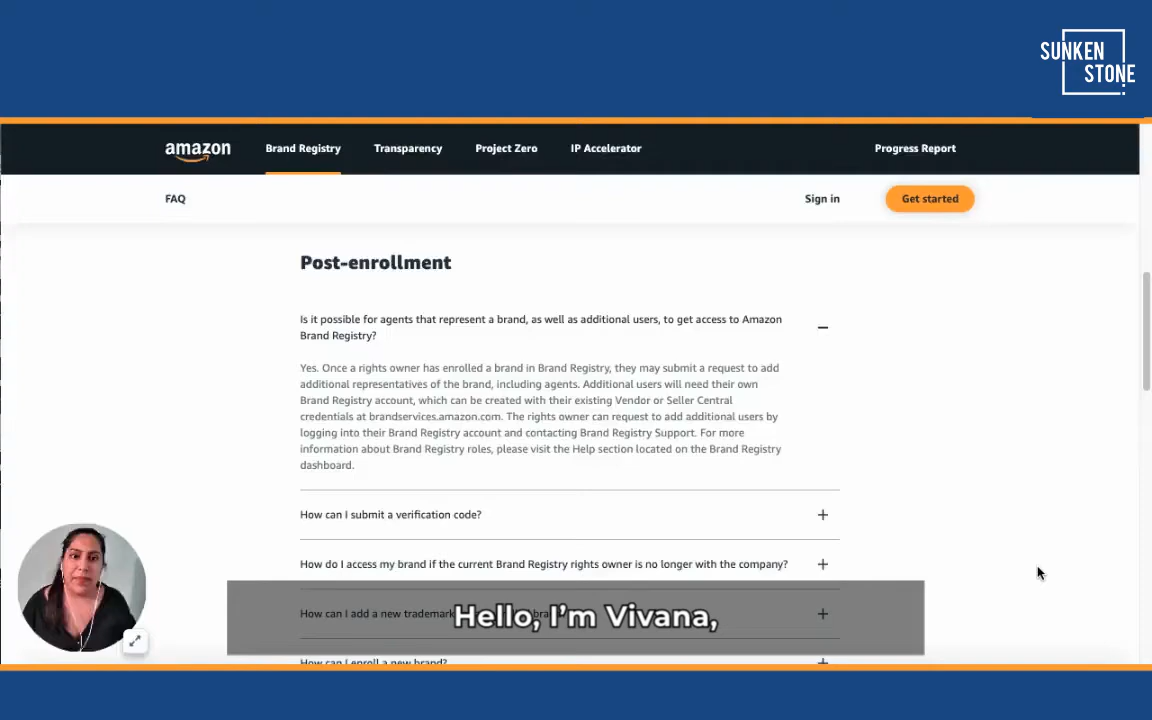 SUNKEN
STONE
amazon
Brand Registry
Transparency
Project Zero
IP Accelerator
Progress Report
FAQ
Sign in
Get started
Post-enrollment
Is it possible for agents that represent a brand, as well as additional users, to get access to Amazon
Brand Registry?
Yes. Once a rights owner has enrolled a brand in Brand Registry, they may submit a request to add
additional representatives of the brand, including agents. Additional users will need their own
Brand Registry account, which can be created with their existing Vendor or Seller Central
credentials at brandservices.amazon.com. The rights owner can request to add additional users by
logging into their Brand Registry account and contacting Brand Registry Support. For more
information about Brand Registry roles, please visit the Help section located on the Brand Registry
dashboard.
How can I submit a verification code?
How do I access my brand if the current Brand Registry rights owner is no longer with the company?
How can I add a new trademark
Hello, I'm Vivana,
How can I enroll a new brand?